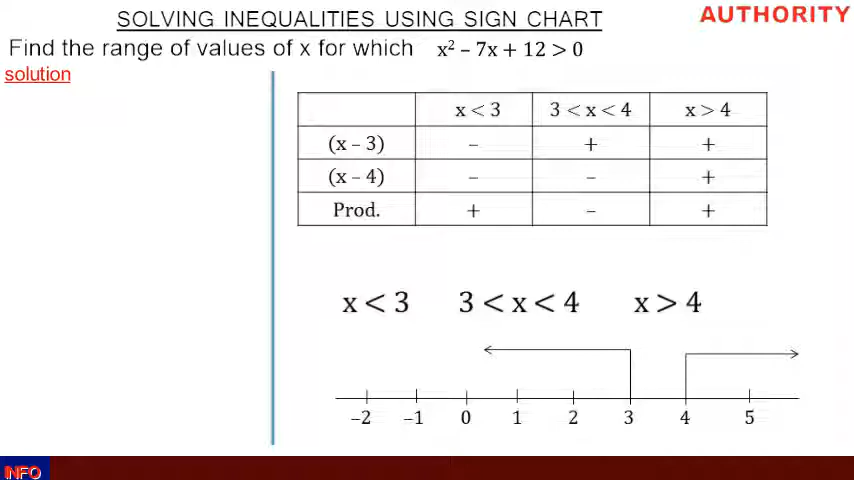 SOLVING INEQUALITIES USING SIGN CHART
AUTHORITY
Find the range of values of x for which x² – 7x + 12 > 0
solution
x < 3 3 < x < 4 x > 4
(x – 3) – + +
(x – 4) – – +
Prod. + – +
x < 3 3 < x < 4 x > 4
–2 –1 0 1 2 3 4 5
INFO